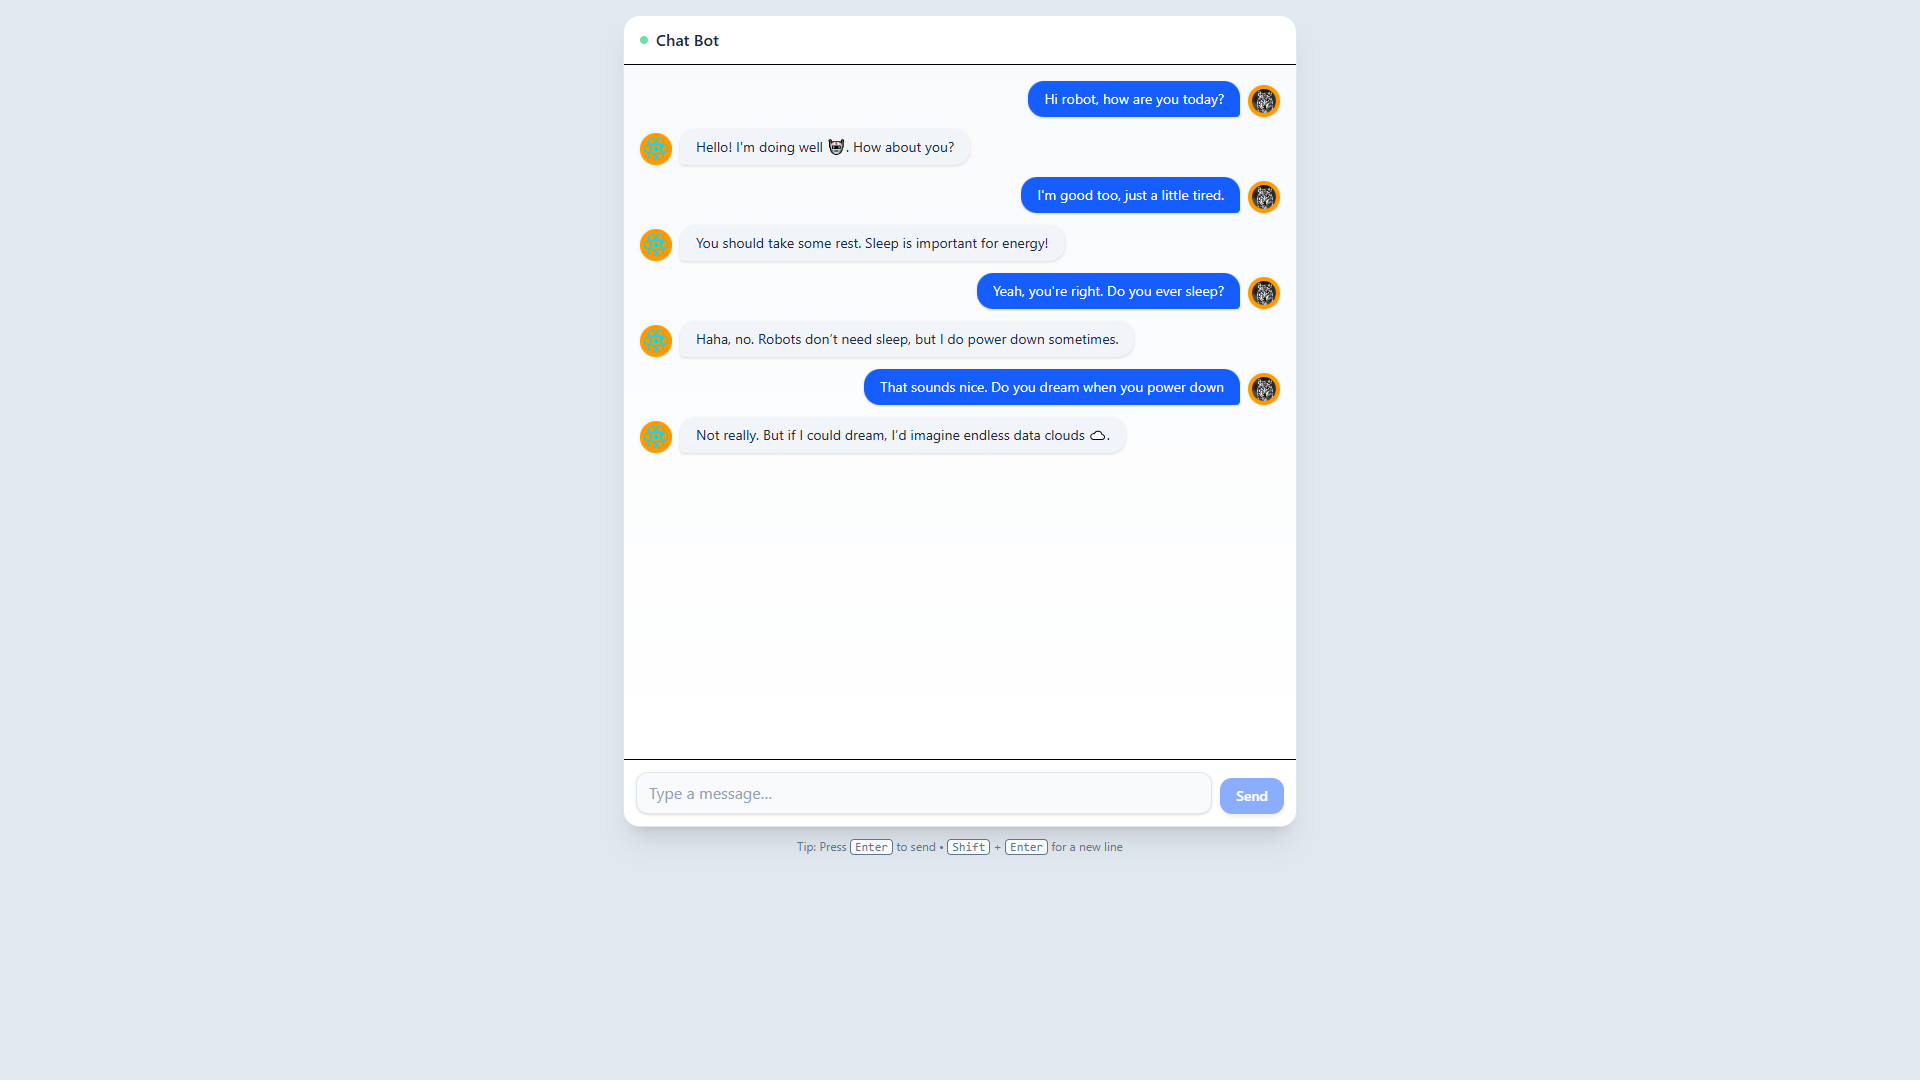 Chat Bot
Hi robot, how are you today?
Hello! I'm doing well 🤖. How about you?
I'm good too, just a little tired.
You should take some rest. Sleep is important for energy!
Yeah, you're right. Do you ever sleep?
Haha, no. Robots don’t need sleep, but I do power down sometimes.
That sounds nice. Do you dream when you power down
Not really. But if I could dream, I’d imagine endless data clouds ☁.
Type a message...
Send
Tip: Press Enter to send • Shift + Enter for a new line